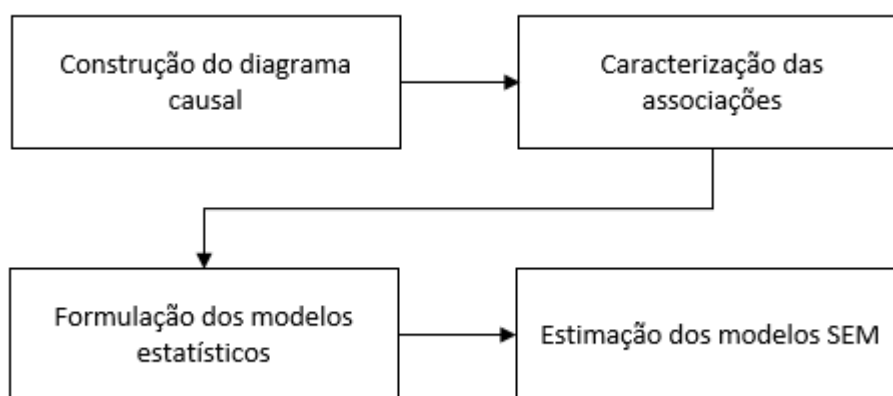 Construção do diagrama
causal
Caracterização das
associações
Formulação dos modelos
estatísticos
Estimação dos modelos SEM